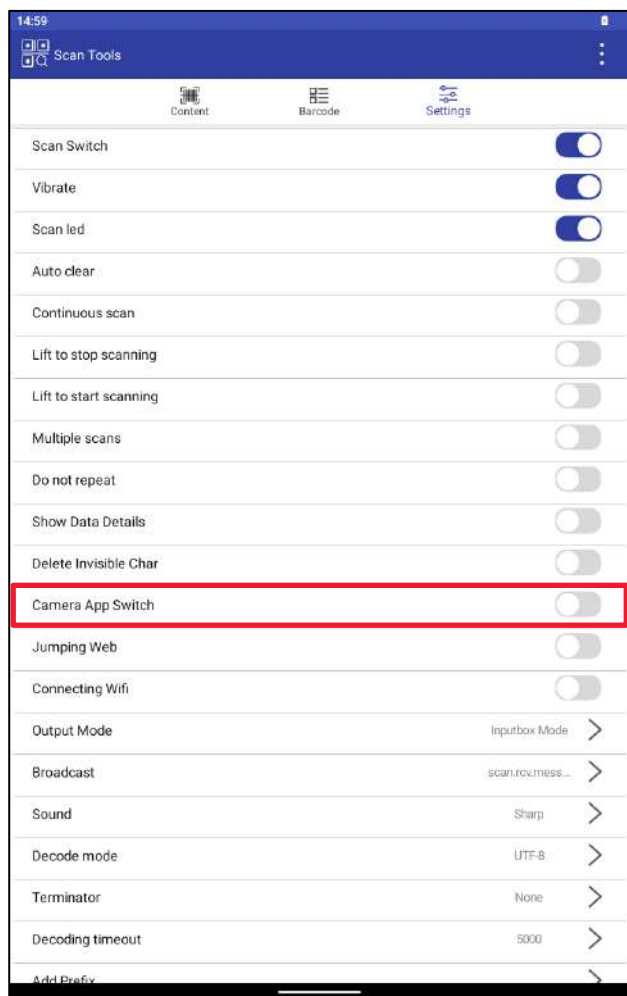 14:59
Scan Tools
Content Barcode Settings
Scan Switch
Vibrate
Scan led
Auto clear
Continuous scan
Lift to stop scanning
Lift to start scanning
Multiple scans
Do not repeat
Show Data Details
Delete Invisible Char
Camera App Switch
Jumping Web
Connecting Wifi
Output Mode Inputbox Mode
Broadcast scan.rcv.mess...
Sound Sharp
Decode mode UTF-8
Terminator None
Decoding timeout 5000
Add Prefix